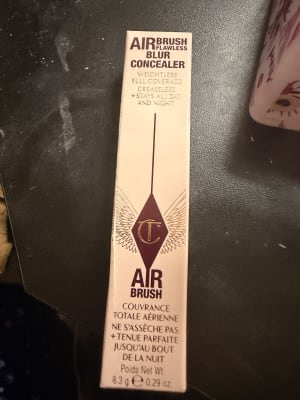 AIRBRUSH
FLAWLESS
BLUR
CONCEALER
WEIGHTLESS
FULL COVERAGE
CREASELESS
+ STAYS ALL DAY
AND NIGHT
CT
AIR
BRUSH
COUVRANCE
TOTALE AÉRIENNE
NE S'ASSÈCHE PAS
+ TENUE PARFAITE
JUSQU'AU BOUT
DE LA NUIT
Poids Net Wt.
8.3 g ℮ 0.29 oz.